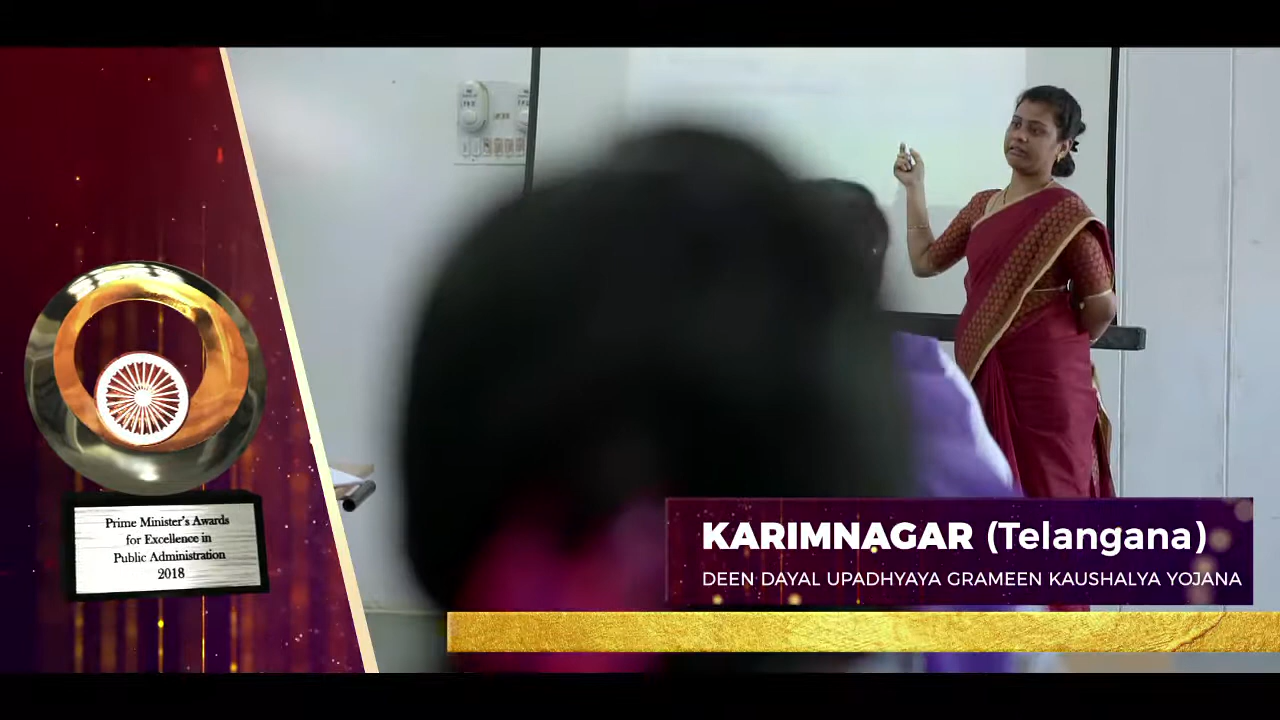 Prime Minister's Awards
for Excellence in
Public Administration
2018
KARIMNAGAR (Telangana)
DEEN DAYAL UPADHYAYA GRAMEEN KAUSHALYA YOJANA